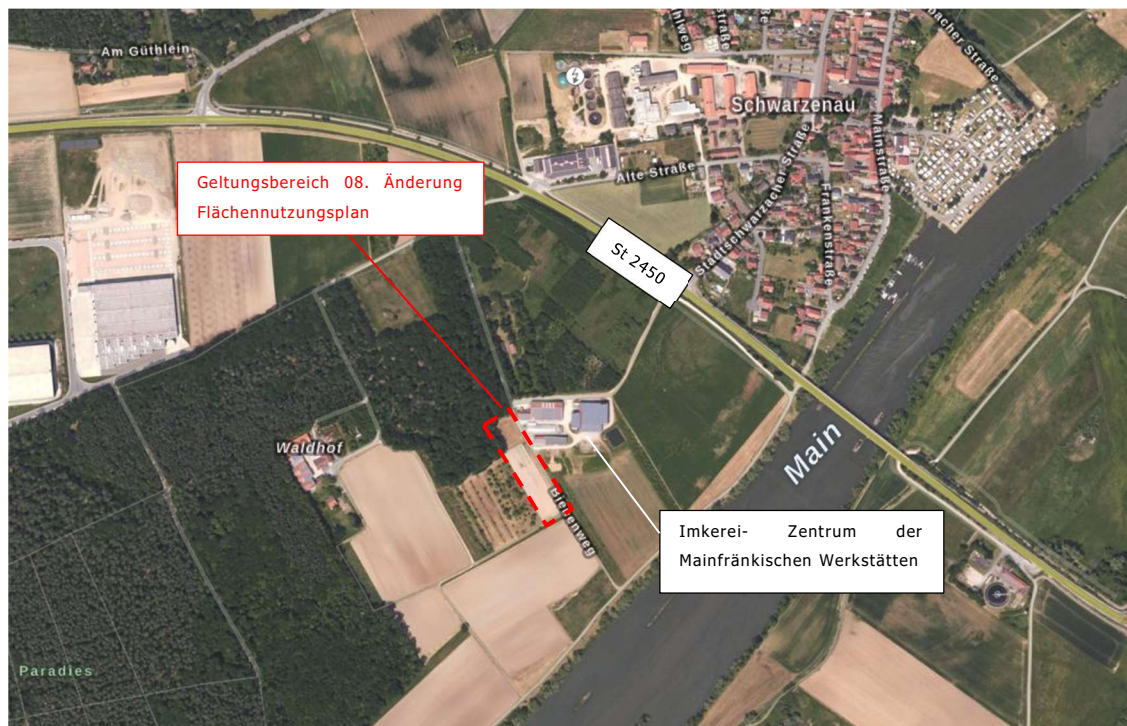 Am Güthlein
Schwarzenau
Mainstraße
Alte Straße
Stadtschwarzacher Straße
Frankenstraße
Geltungsbereich 08. Änderung
Flächennutzungsplan
St 2450
Waldhof
Main
Bienenweg
Imkerei- Zentrum der
Mainfränkischen Werkstätten
Paradies